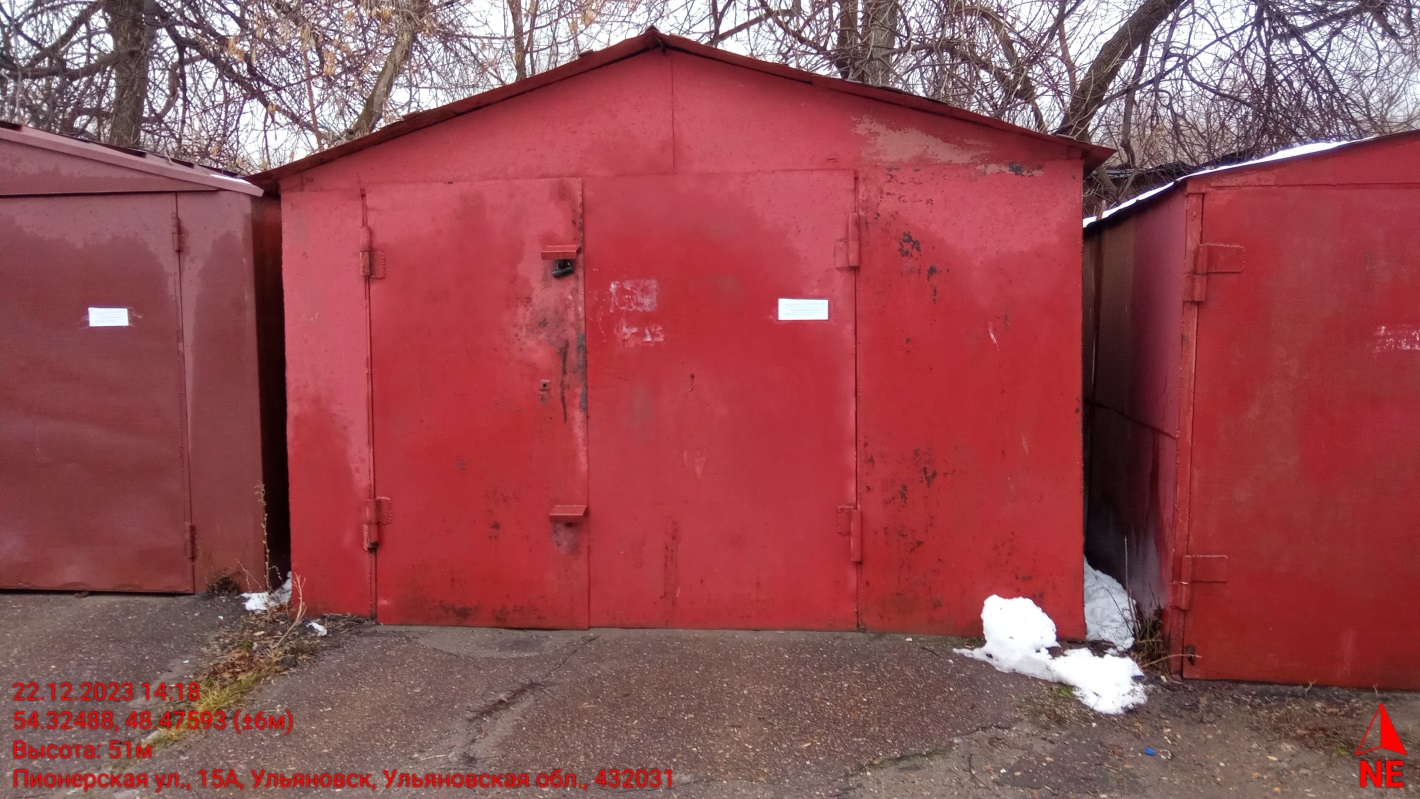 22.12.2023 14:18
54.32488, 48.47593 (±6м)
Высота: 51м
Пионерская ул., 15А, Ульяновск, Ульяновская обл., 432031
NE